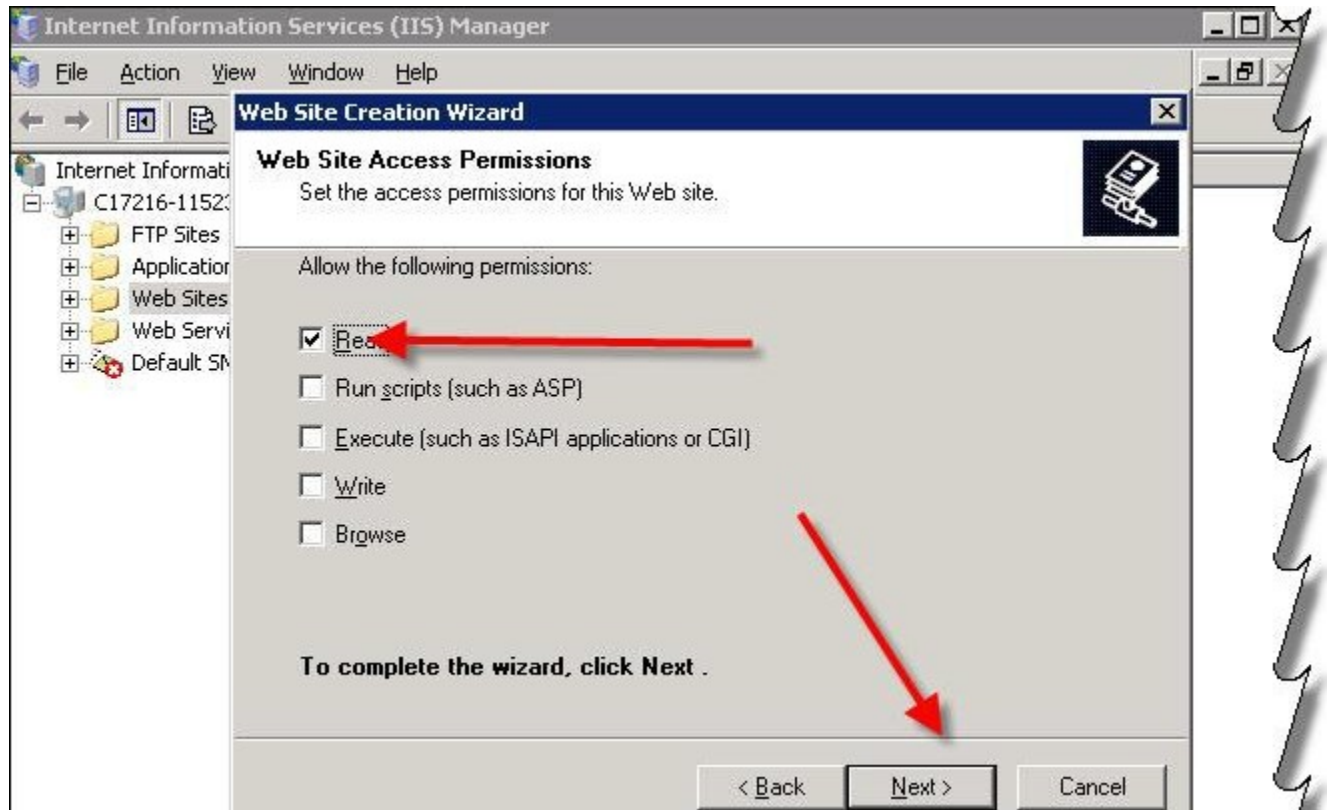 Internet Information Services (IIS) Manager
File Action View Window Help
Web Site Creation Wizard
Web Site Access Permissions
Set the access permissions for this Web site.
Internet Informati
C17216-1152
FTP Sites
Application
Web Sites
Web Servi
Default SM
Allow the following permissions:
Rea
Run scripts (such as ASP)
Execute (such as ISAPI applications or CGI)
Write
Browse
To complete the wizard, click Next .
< Back Next > Cancel